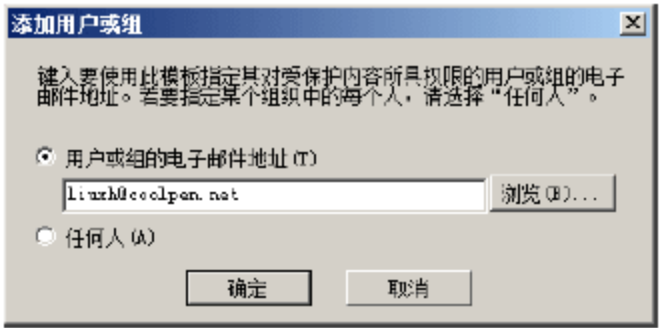 添加用户或组
键入要使用此模板指定其对受保护内容所具权限的用户或组的电子
邮件地址。若要指定某个组织中的每个人，请选择“任何人”。
用户或组的电子邮件地址(T)
liuxh@coolpen.net
浏览(B)...
任何人(A)
确定
取消